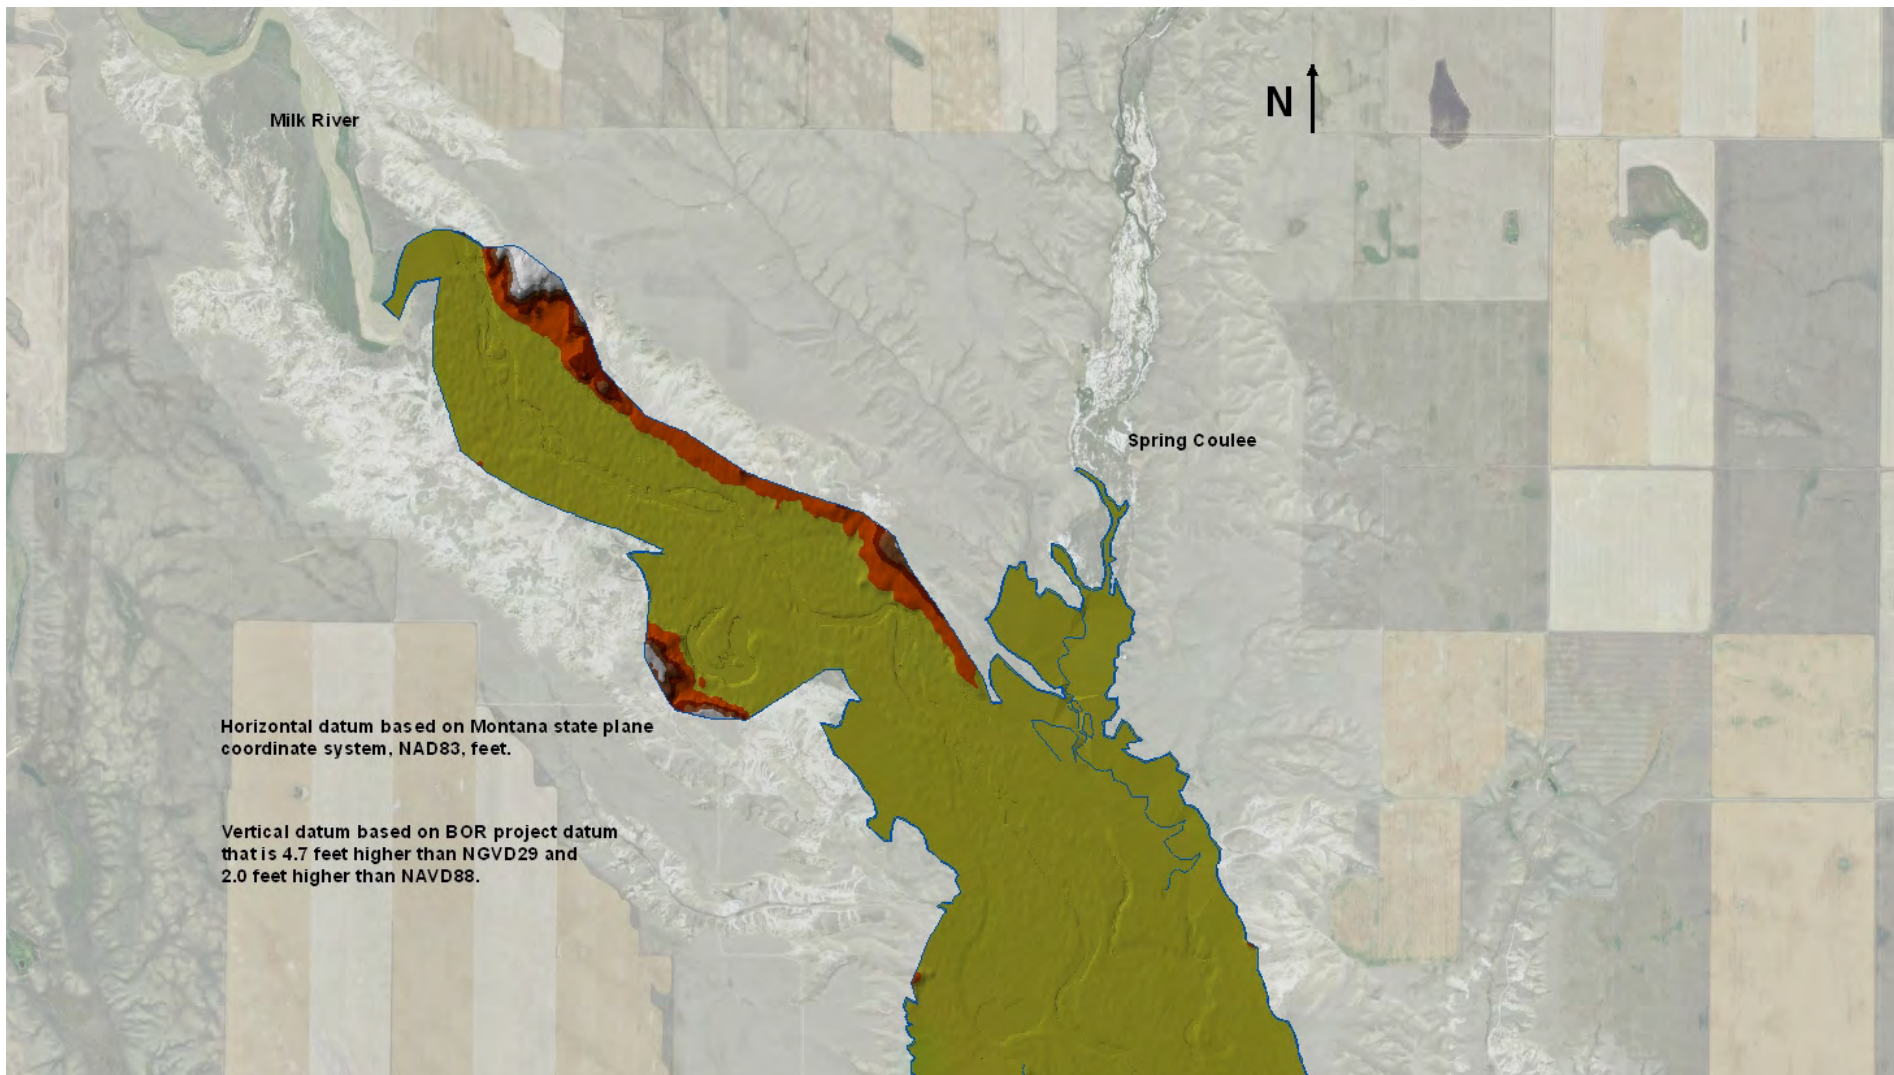 Milk River
N
Spring Coulee
Horizontal datum based on Montana state plane
coordinate system, NAD83, feet.
Vertical datum based on BOR project datum
that is 4.7 feet higher than NGVD29 and
2.0 feet higher than NAVD88.